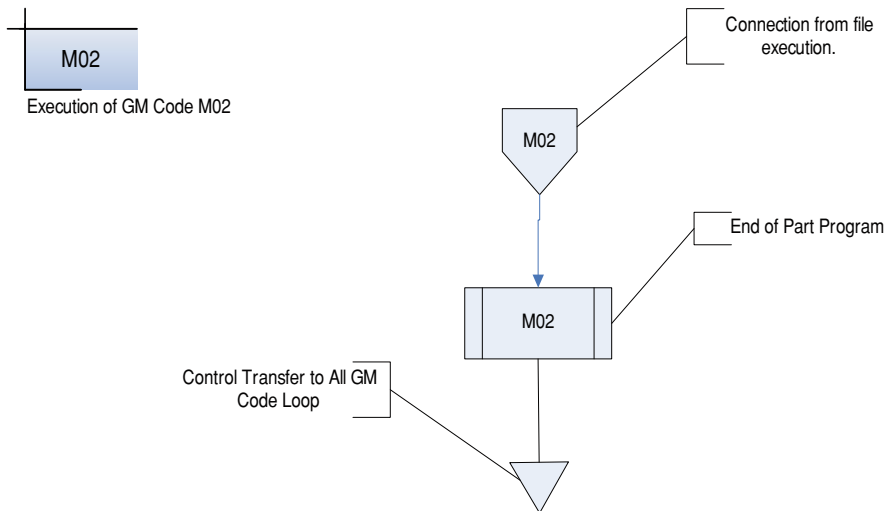 M02
Execution of GM Code M02
Connection from file
execution.
M02
End of Part Program
M02
Control Transfer to All GM
Code Loop